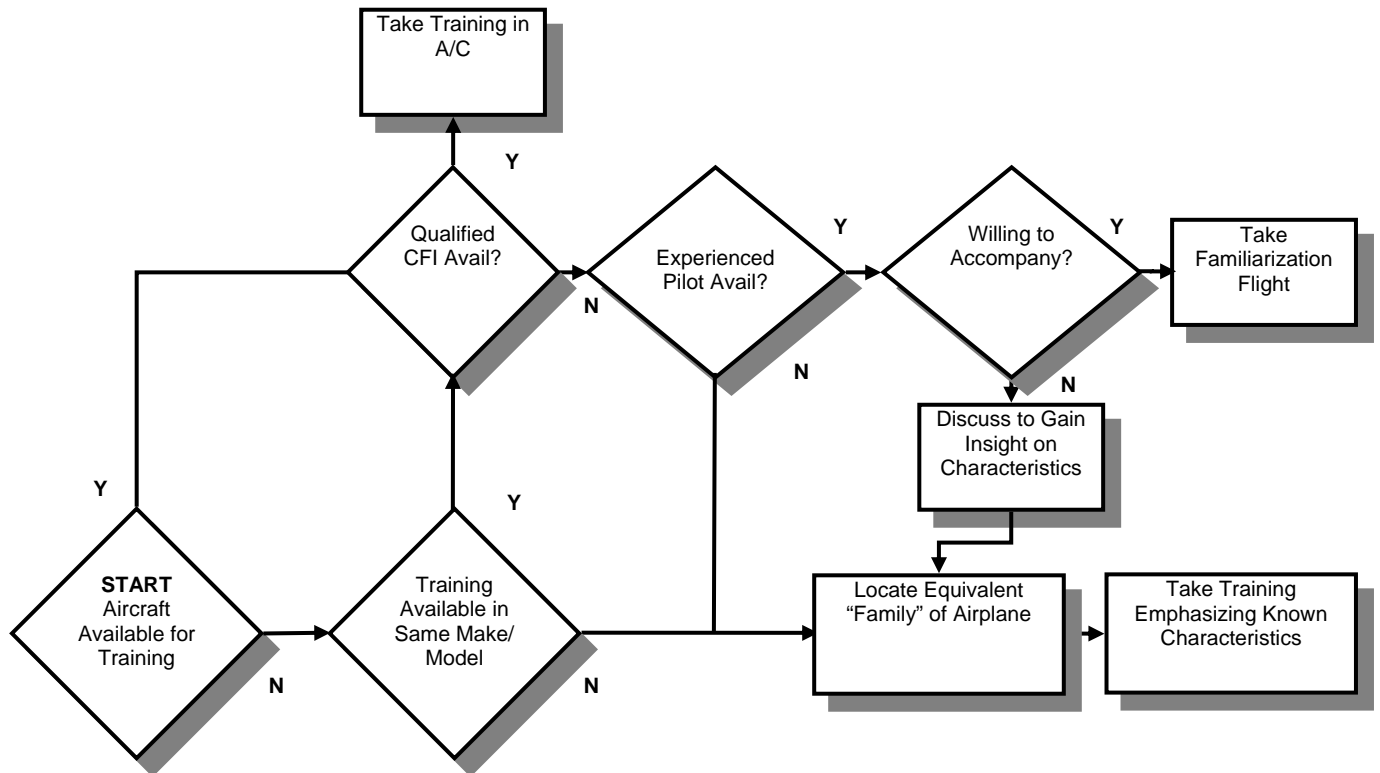 Take Training in
A/C
Y
Qualified
CFI Avail?
N
Experienced
Pilot Avail?
Y
N
Willing to
Accompany?
Y
N
Take
Familiarization
Flight
Discuss to Gain
Insight on
Characteristics
Y
START
Aircraft
Available for
Training
N
Y
Training
Available in
Same Make/
Model
N
Locate Equivalent
“Family” of Airplane
Take Training
Emphasizing Known
Characteristics